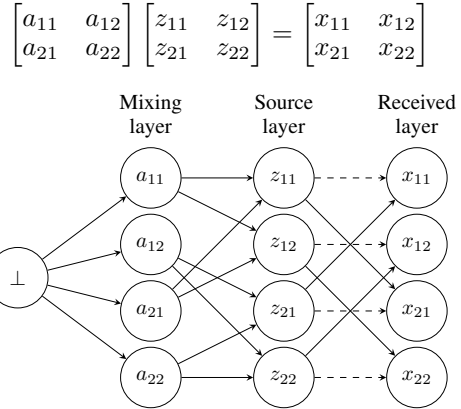 [a11 a12] [z11 z12] = [x11 x12]
[a21 a22] [z21 z22] [x21 x22]
Mixing Source Received
layer layer layer
a11 z11 x11
a12 z12 x12
⊥
a21 z21 x21
a22 z22 x22